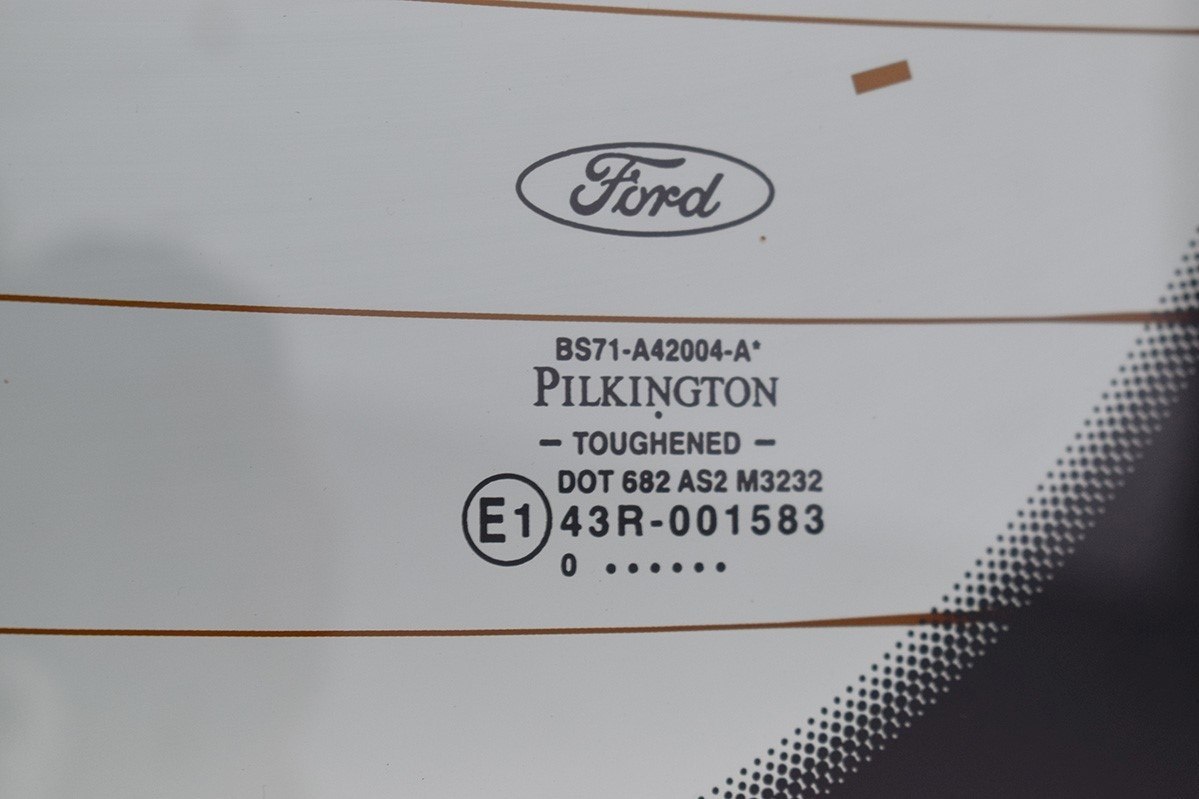 Ford
BS71-A42004-A*
PILKINGTON
– TOUGHENED –
DOT 682 AS2 M3232
E1 43R-001583
0 ······